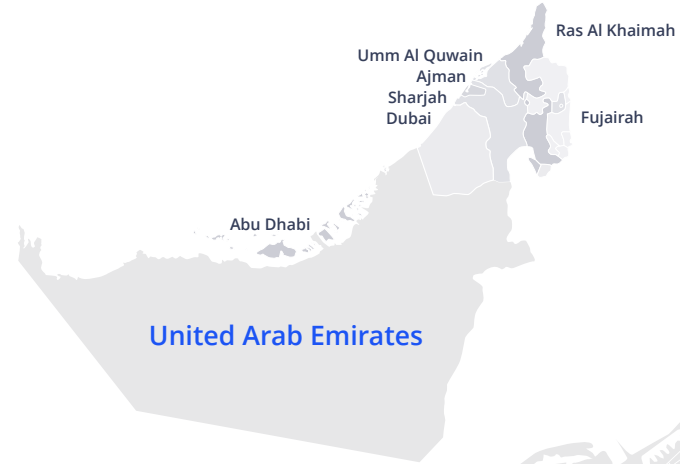 Ras Al Khaimah
Umm Al Quwain
Ajman
Sharjah
Dubai
Fujairah
Abu Dhabi
United Arab Emirates